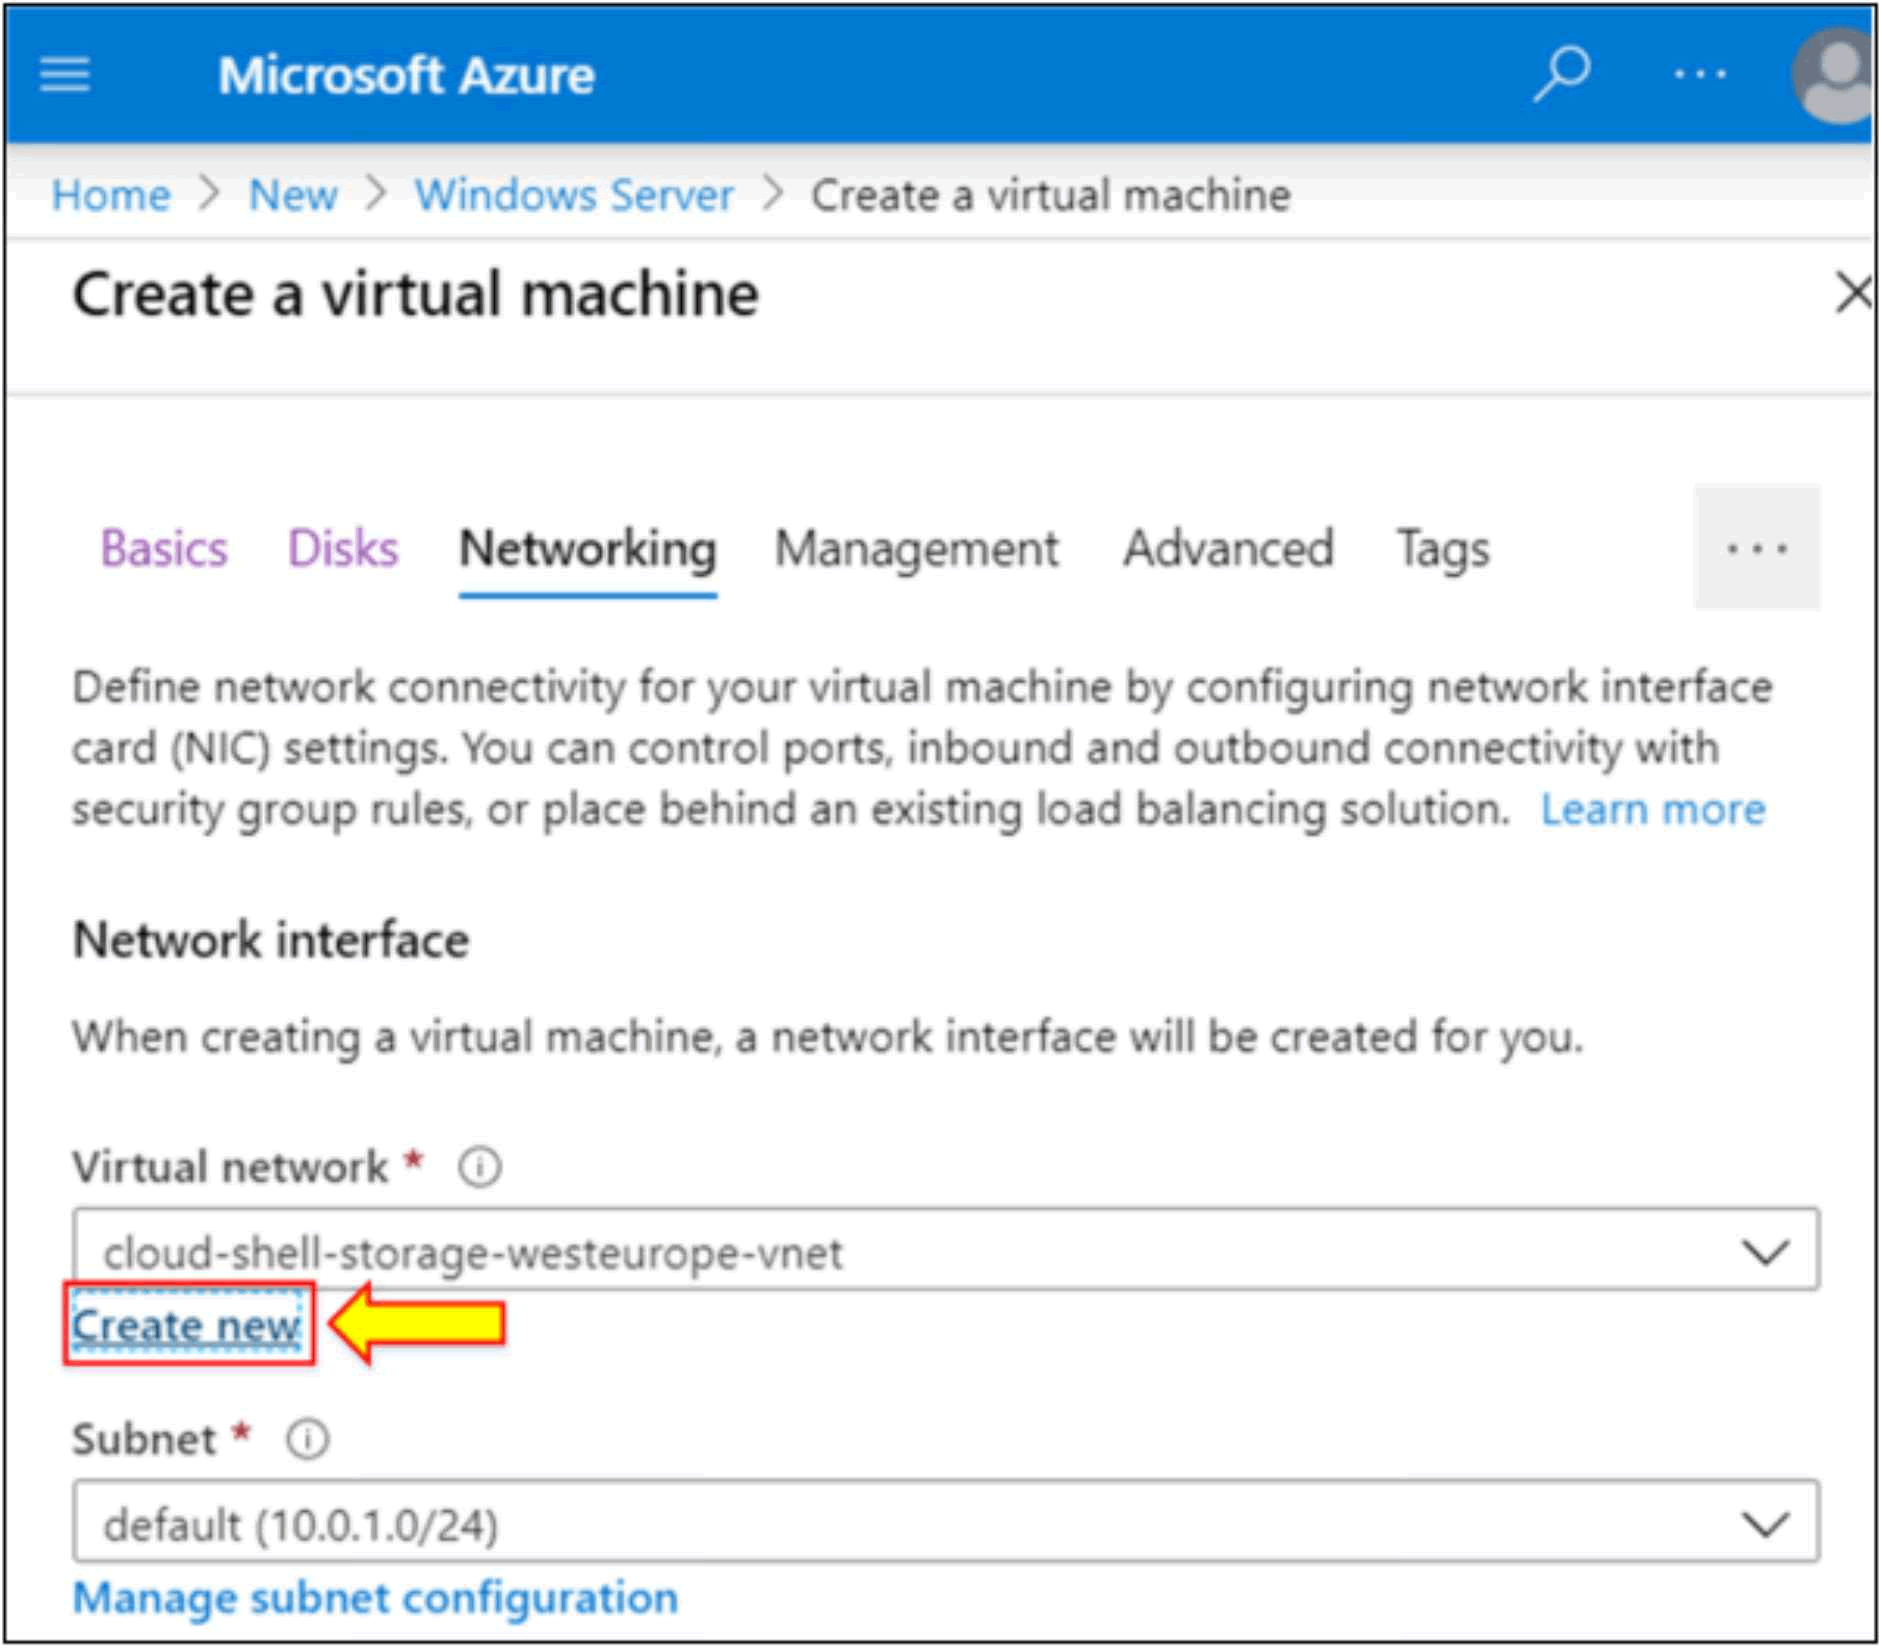 Microsoft Azure
Home > New > Windows Server > Create a virtual machine
Create a virtual machine
Basics Disks Networking Management Advanced Tags ...
Define network connectivity for your virtual machine by configuring network interface
card (NIC) settings. You can control ports, inbound and outbound connectivity with
security group rules, or place behind an existing load balancing solution. Learn more
Network interface
When creating a virtual machine, a network interface will be created for you.
Virtual network *
cloud-shell-storage-westeurope-vnet
Create new
Subnet *
default (10.0.1.0/24)
Manage subnet configuration